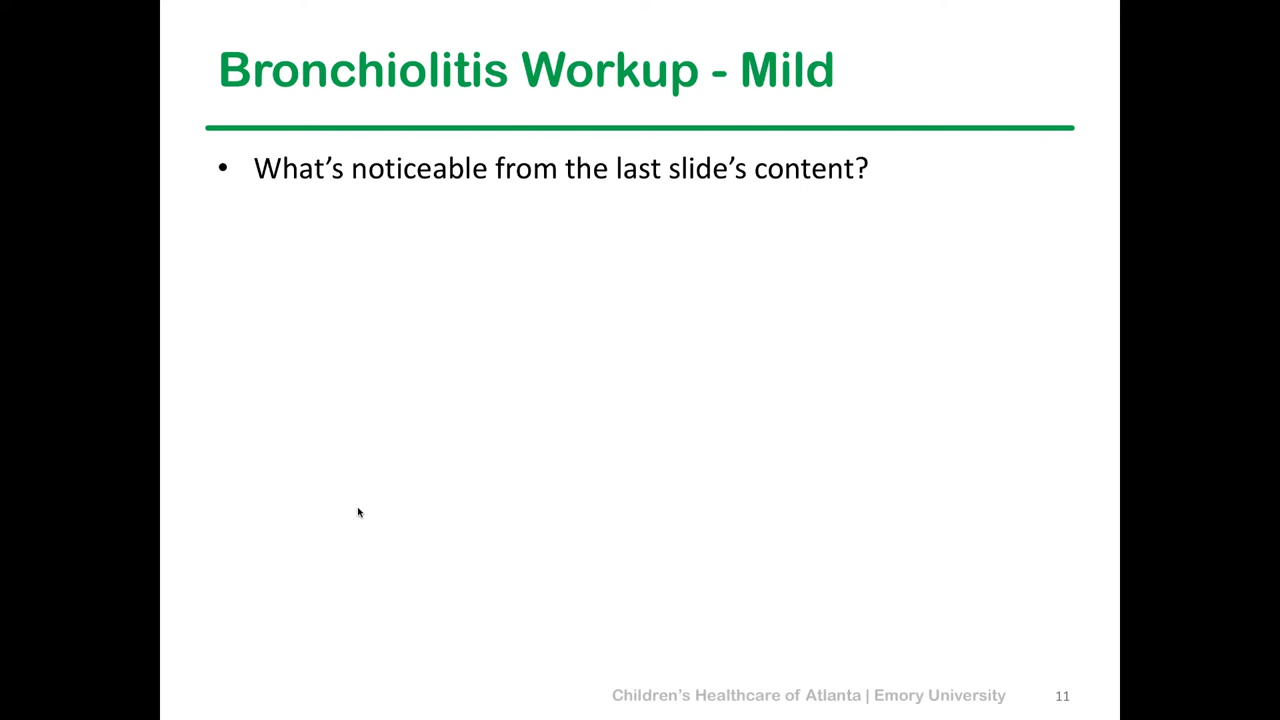 Bronchiolitis Workup - Mild
• What’s noticeable from the last slide’s content?
Children’s Healthcare of Atlanta | Emory University 11